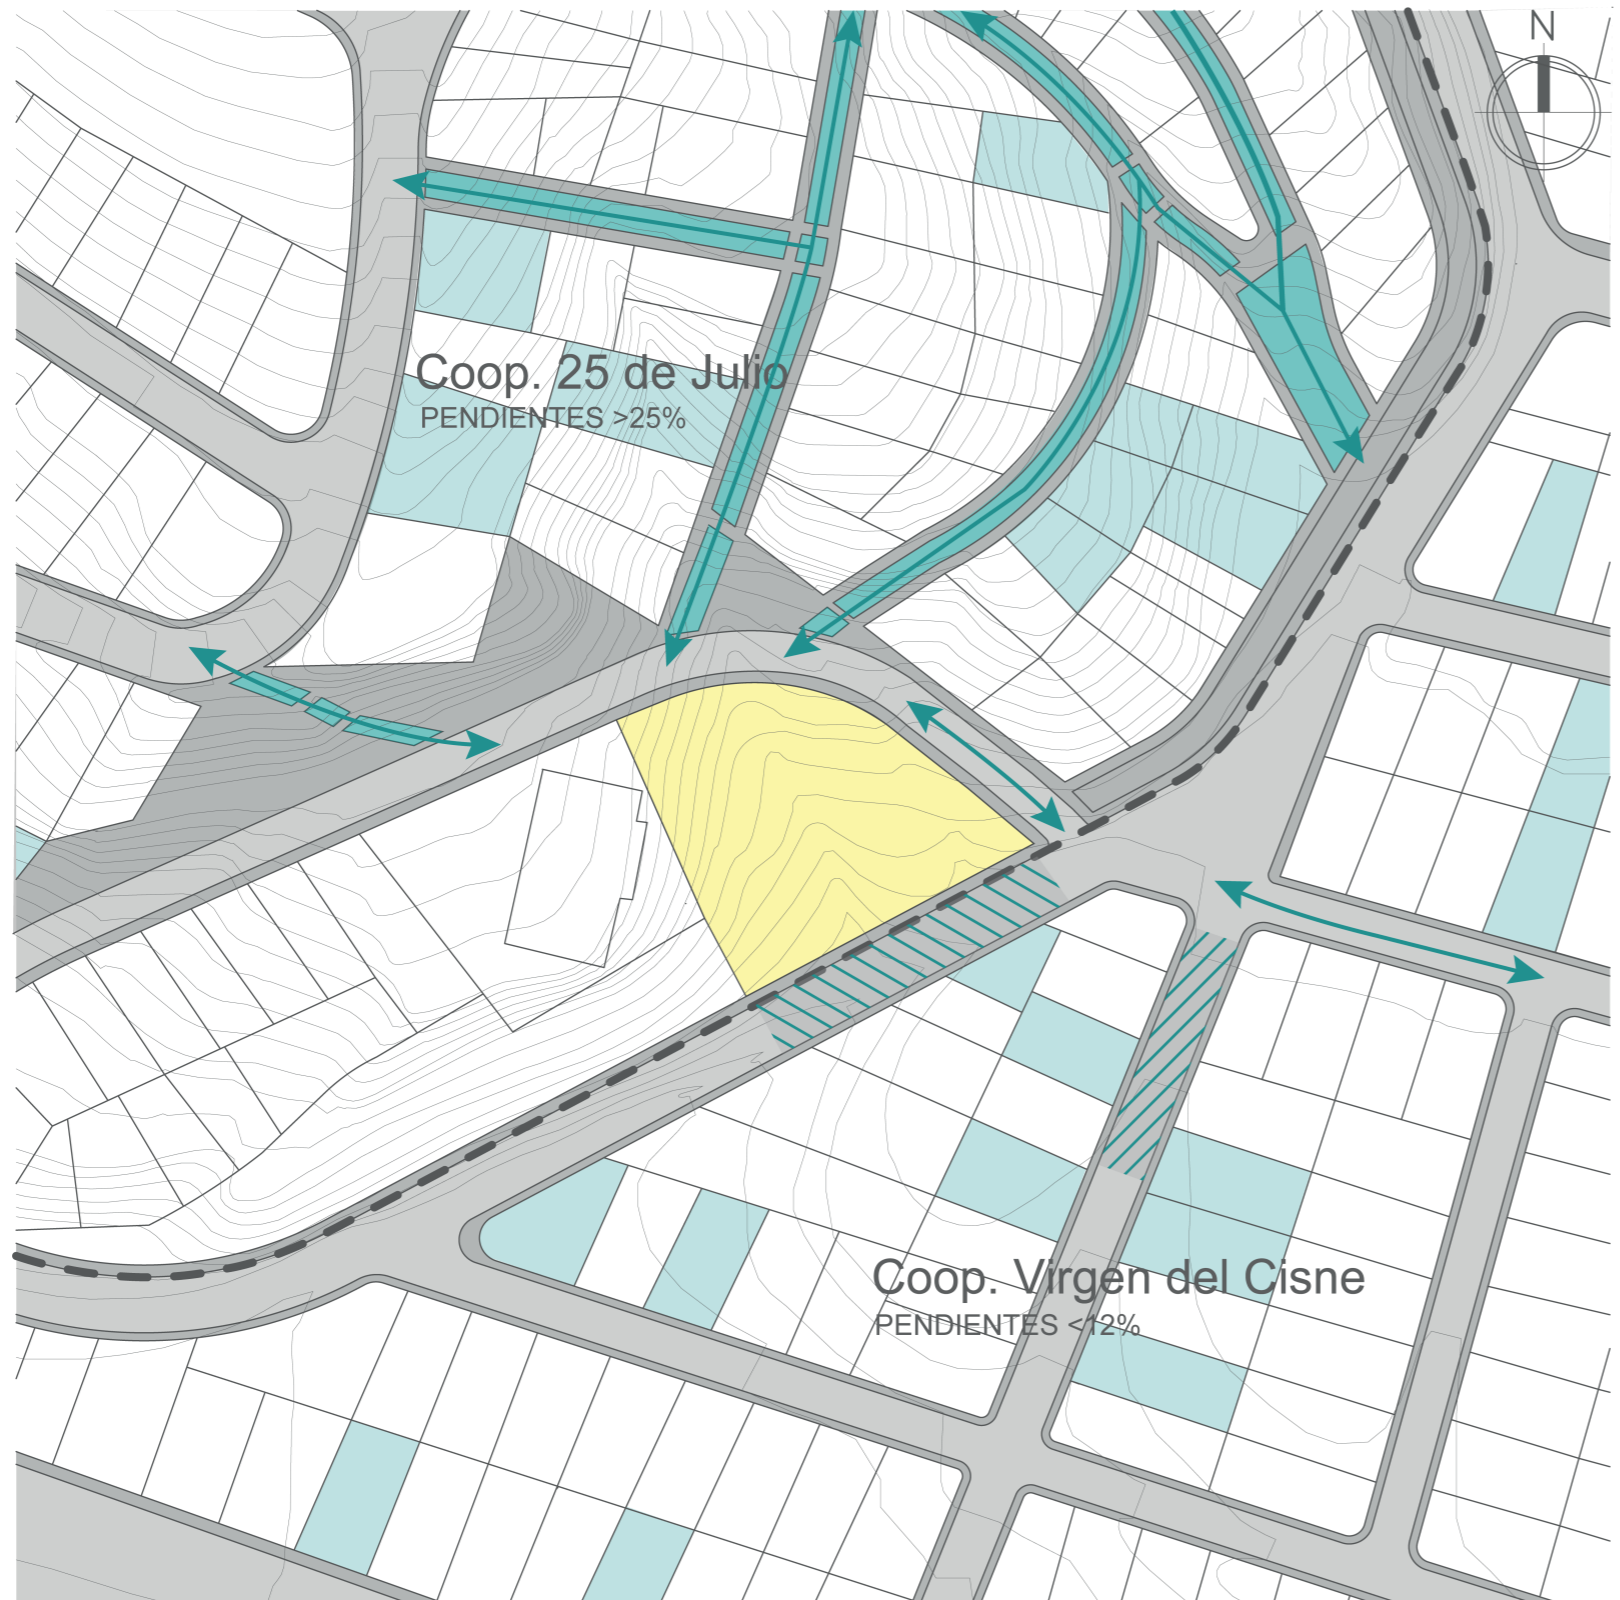 N
Coop. 25 de Julio
PENDIENTES >25%
Coop. Virgen del Cisne
PENDIENTES <12%